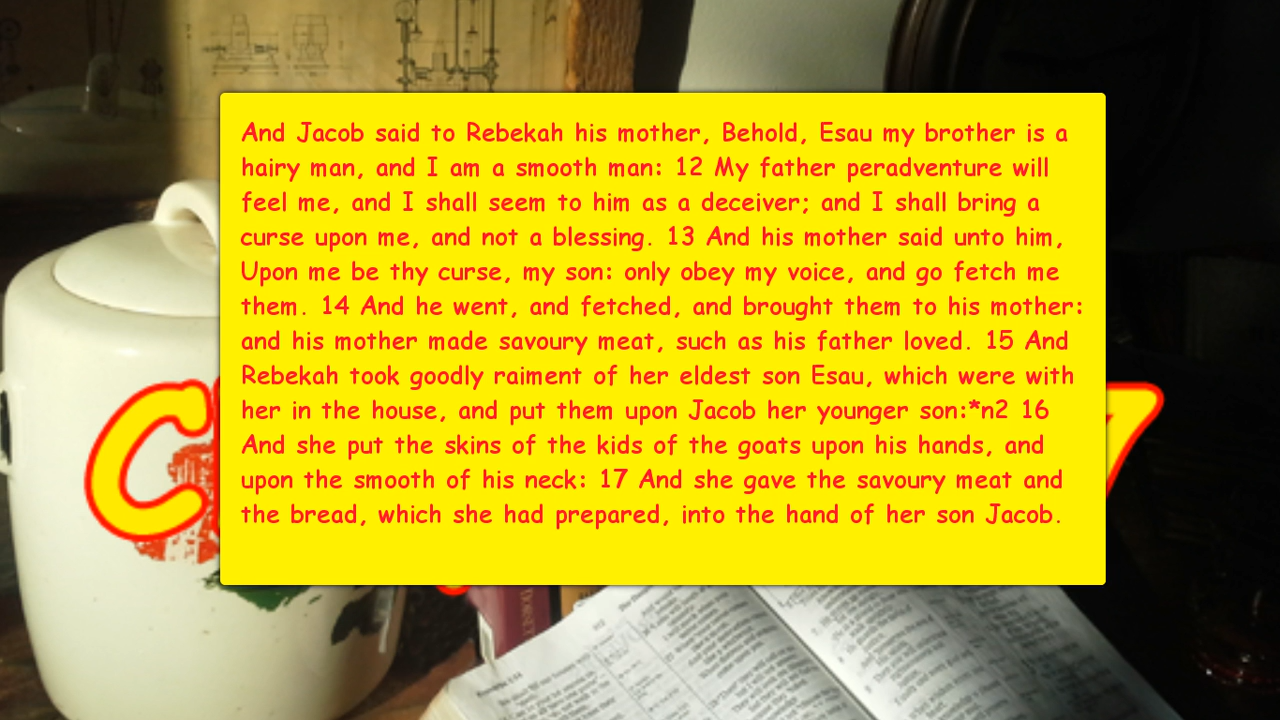 And Jacob said to Rebekah his mother, Behold, Esau my brother is a
hairy man, and I am a smooth man: 12 My father peradventure will
feel me, and I shall seem to him as a deceiver; and I shall bring a
curse upon me, and not a blessing. 13 And his mother said unto him,
Upon me be thy curse, my son: only obey my voice, and go fetch me
them. 14 And he went, and fetched, and brought them to his mother:
and his mother made savoury meat, such as his father loved. 15 And
Rebekah took goodly raiment of her eldest son Esau, which were with
her in the house, and put them upon Jacob her younger son:*n2 16
And she put the skins of the kids of the goats upon his hands, and
upon the smooth of his neck: 17 And she gave the savoury meat and
the bread, which she had prepared, into the hand of her son Jacob.